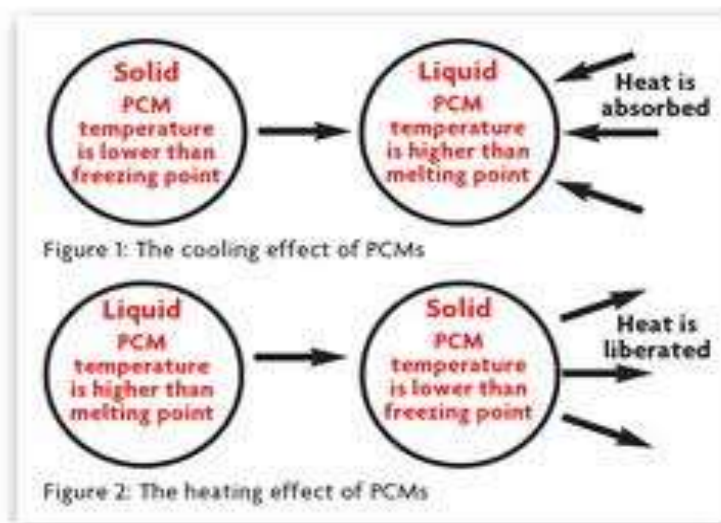 Solid
PCM
temperature
is lower than
freezing point
Liquid
PCM
temperature
is higher than
melting point
Heat is
absorbed
Figure 1: The cooling effect of PCMs
Liquid
PCM
temperature
is higher than
melting point
Solid
PCM
temperature
is lower than
freezing point
Heat is
liberated
Figure 2: The heating effect of PCMs